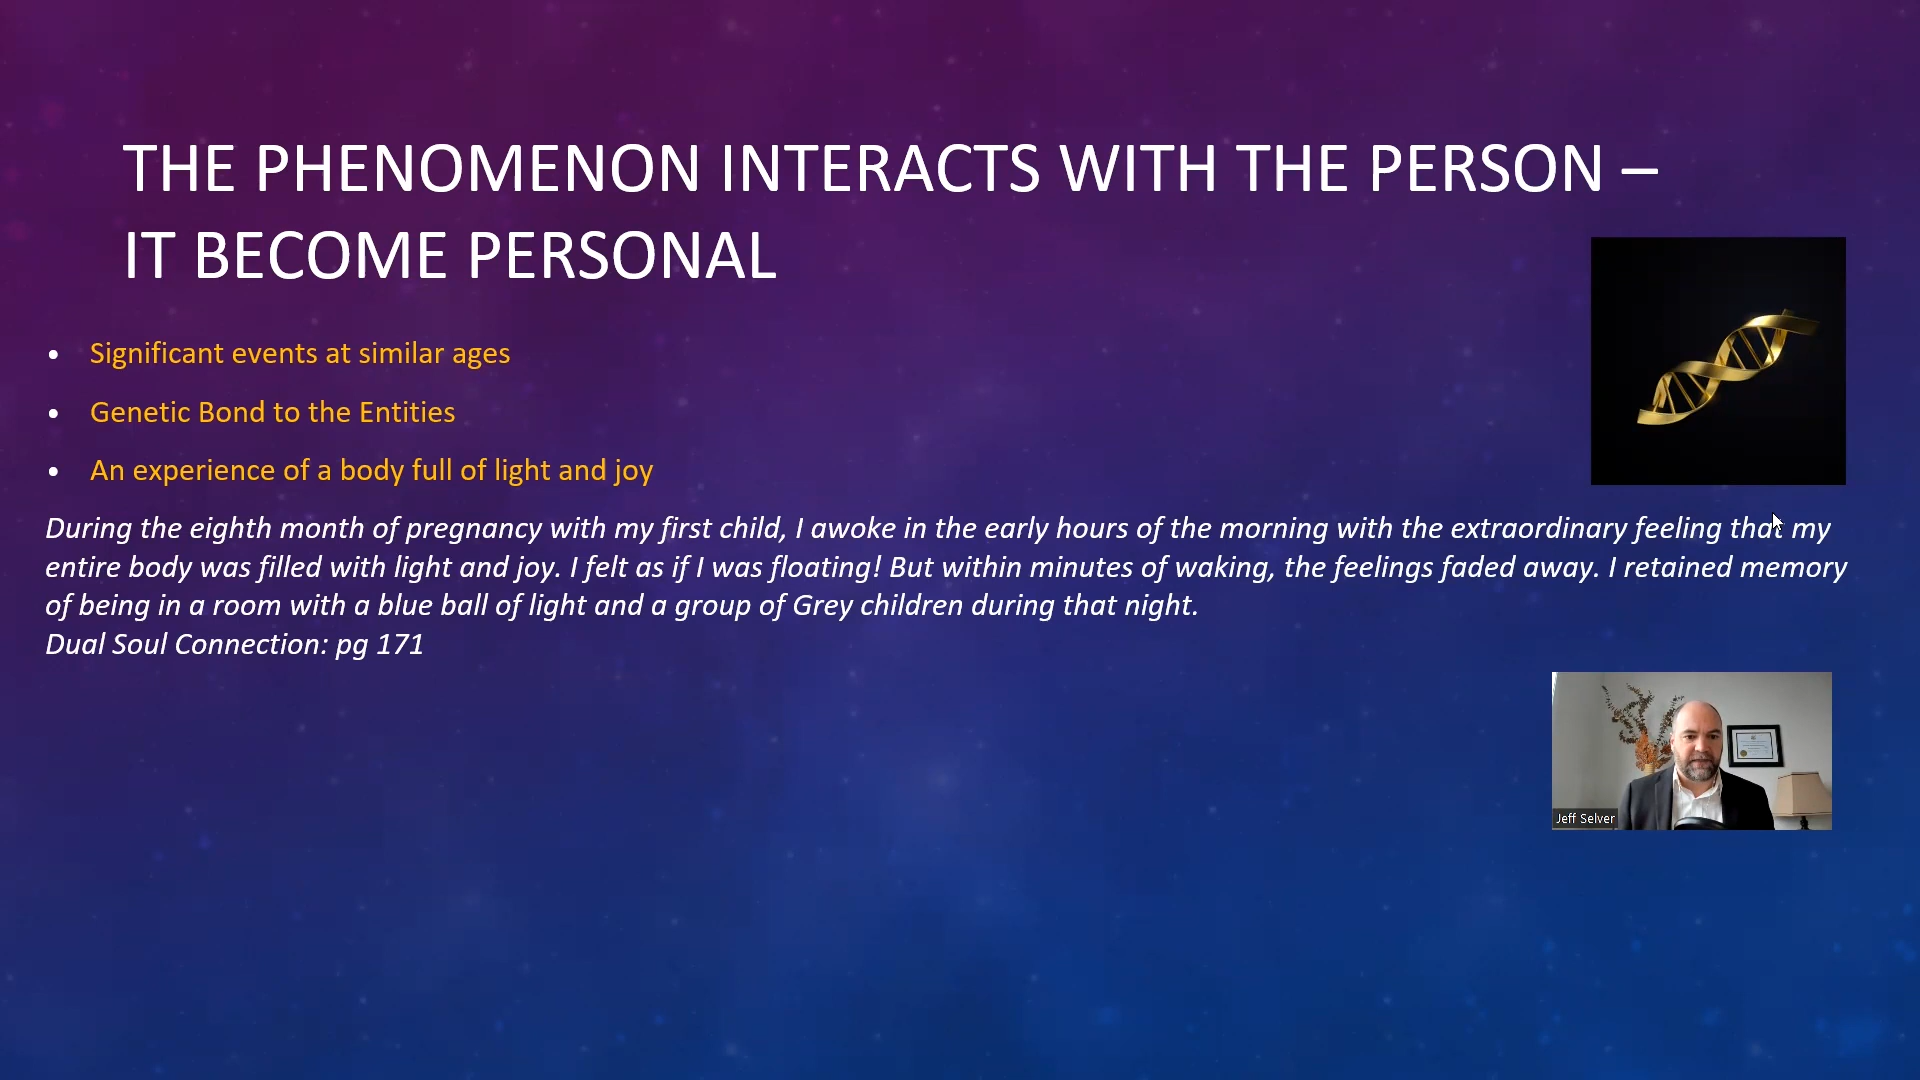 THE PHENOMENON INTERACTS WITH THE PERSON –
IT BECOME PERSONAL
• Significant events at similar ages
• Genetic Bond to the Entities
• An experience of a body full of light and joy
During the eighth month of pregnancy with my first child, I awoke in the early hours of the morning with the extraordinary feeling that my
entire body was filled with light and joy. I felt as if I was floating! But within minutes of waking, the feelings faded away. I retained memory
of being in a room with a blue ball of light and a group of Grey children during that night.
Dual Soul Connection: pg 171
Jeff Selver